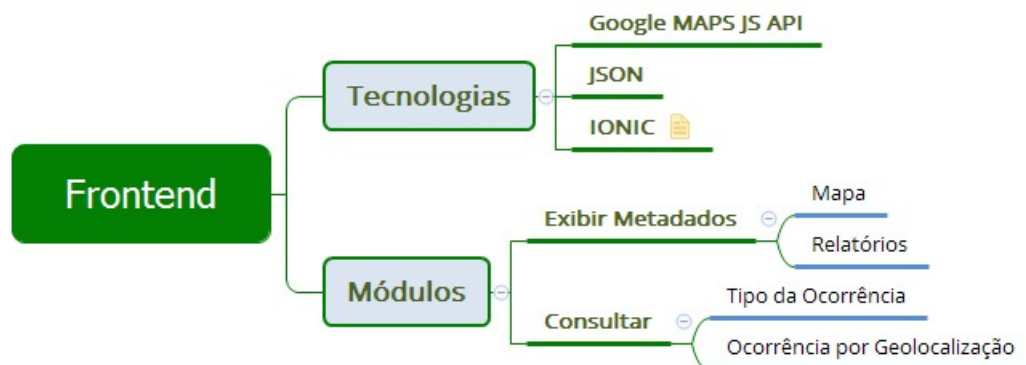 Frontend
Tecnologias
Google MAPS JS API
JSON
IONIC
Módulos
Exibir Metadados
Mapa
Relatórios
Consultar
Tipo da Ocorrência
Ocorrência por Geolocalização